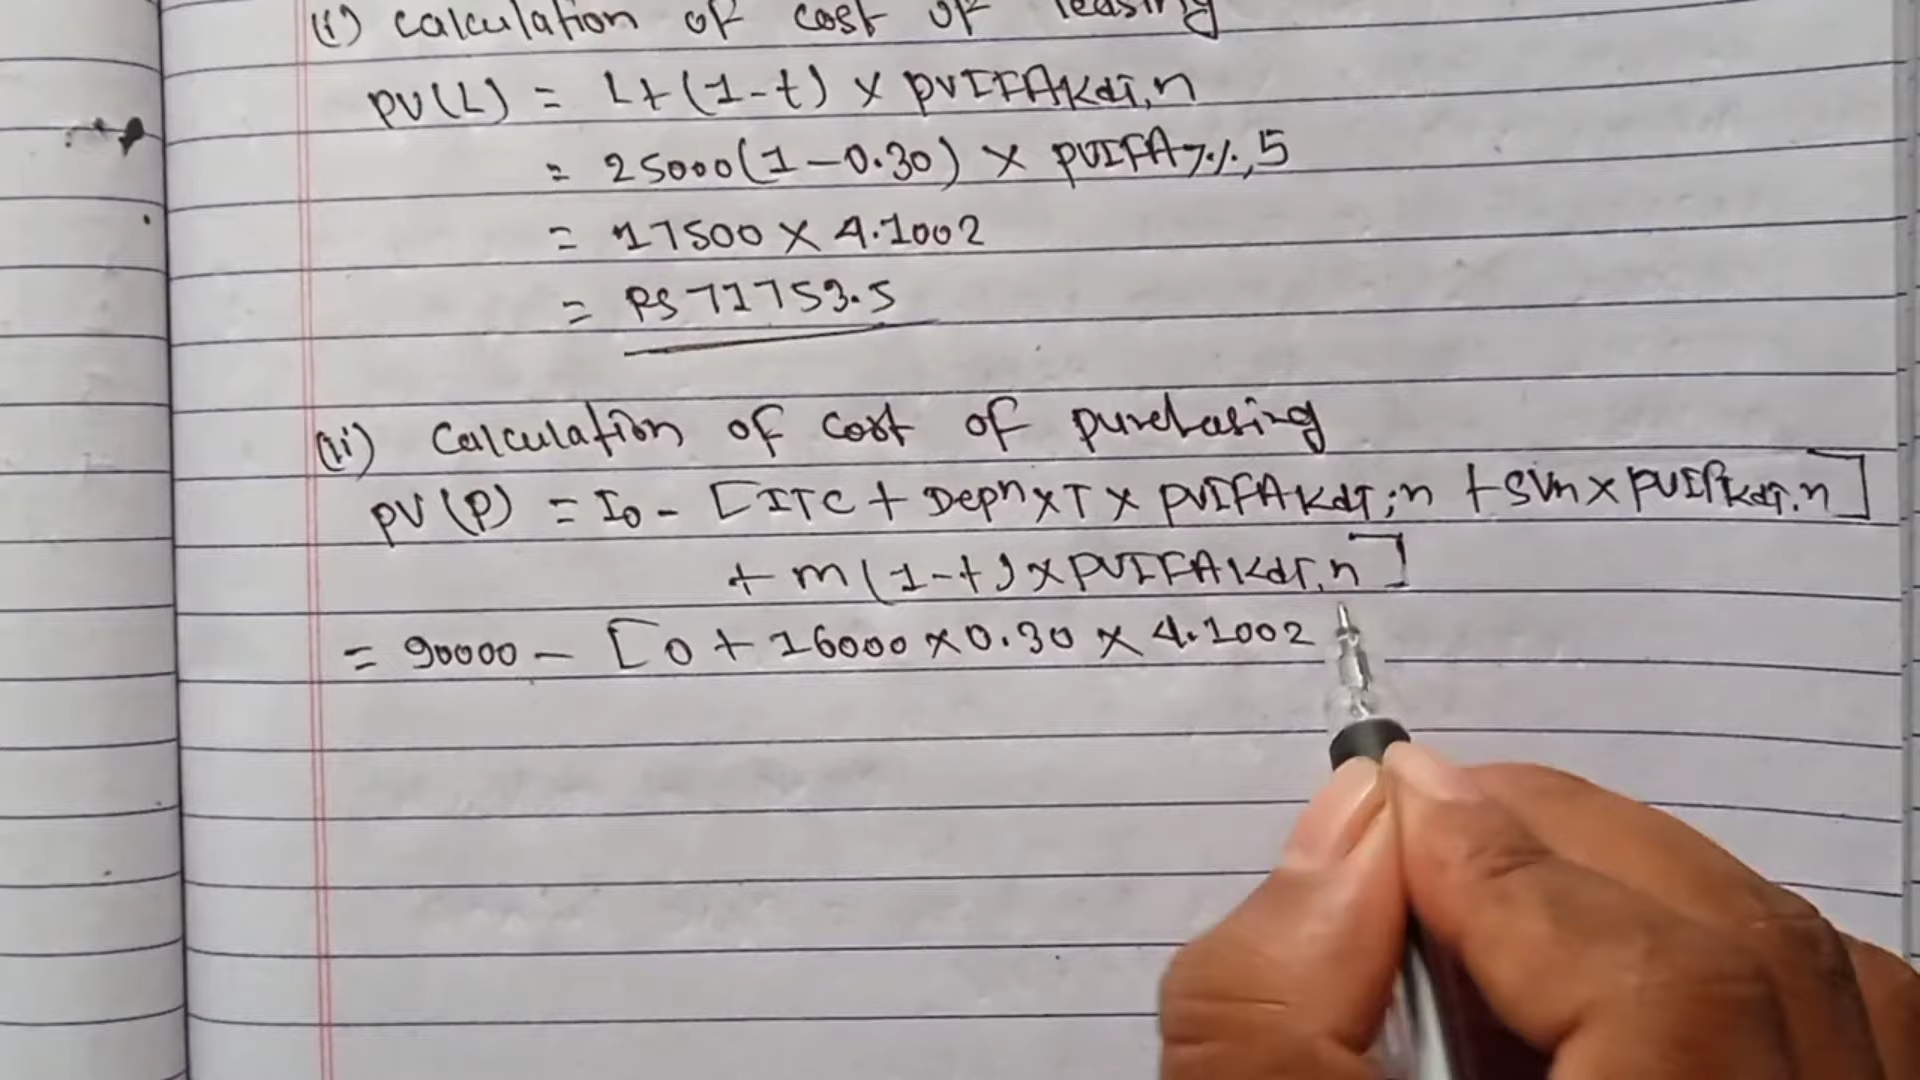 (i) Calculation of cost of leasing
PV(L) = Lt(1-t) × PVIFAKdT,n
= 25000(1-0.30) × PVIFA7%,5
= 17500 × 4.1002
= RS 71753.5
(ii) Calculation of cost of purchasing
PV(P) = I0 - [ITC + Depn×T× PVIFAKdT,n + SVn × PVIFKdT,n]
+ m(1-t)×PVIFAKdT,n]
= 90000 - [0 + 16000×0.30 × 4.1002